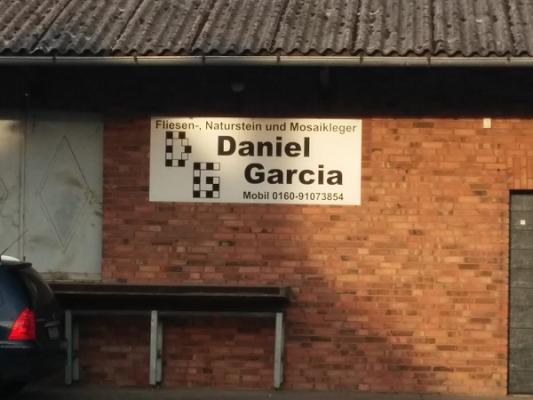 Fliesen-, Naturstein und Mosaikleger
D Daniel
G Garcia
Mobil 0160-91073854